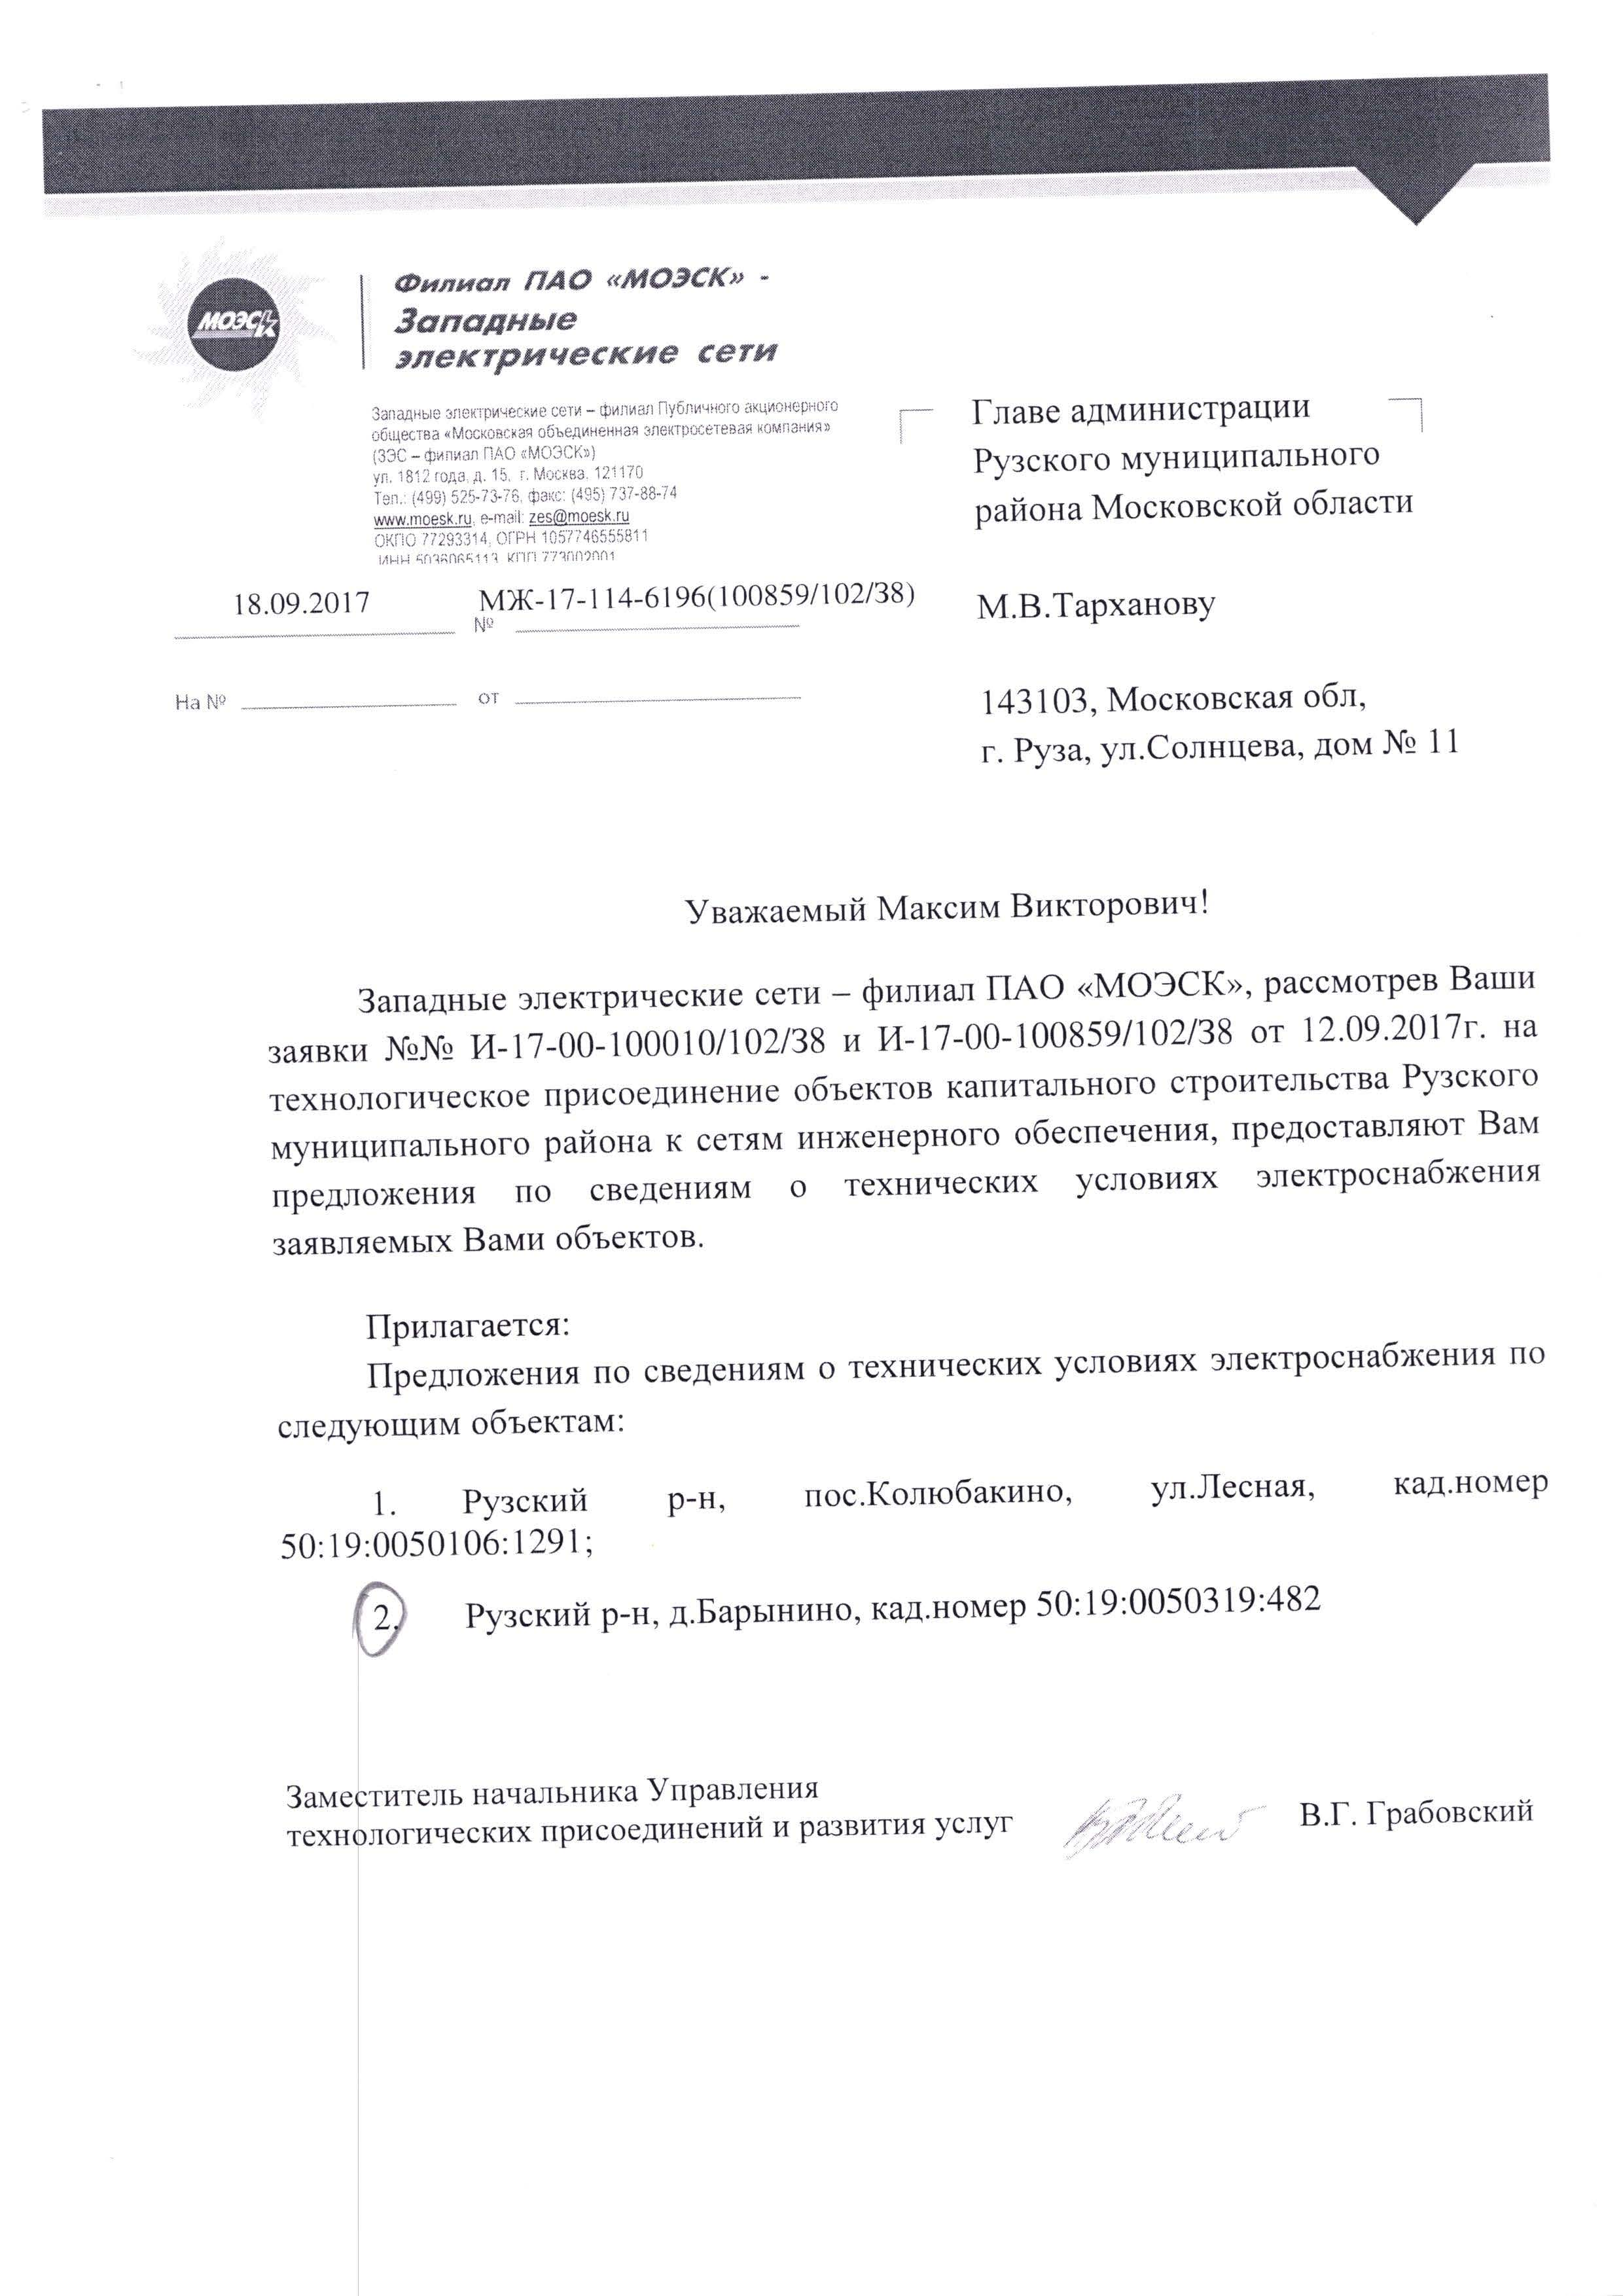 МОЭСК
Филиал ПАО «МОЭСК» -
Западные
электрические сети
Западные электрические сети – филиал Публичного акционерного
общества «Московская объединенная электросетевая компания»
(ЗЭС – филиал ПАО «МОЭСК»)
ул. 1812 года, д. 15, г. Москва, 121170
Тел.: (499) 525-73-76, факс: (495) 737-88-74
www.moesk.ru, e-mail: zes@moesk.ru
ОКПО 77293314, ОГРН 1057746555811
ИНН 5036065113, КПП 773002001
Главе администрации
Рузского муниципального
района Московской области
М.В.Тарханову
143103, Московская обл,
г. Руза, ул.Солнцева, дом № 11
18.09.2017 № МЖ-17-114-6196(100859/102/З8)
На № от
Уважаемый Максим Викторович!
Западные электрические сети – филиал ПАО «МОЭСК», рассмотрев Ваши
заявки №№ И-17-00-100010/102/З8 и И-17-00-100859/102/З8 от 12.09.2017г. на
технологическое присоединение объектов капитального строительства Рузского
муниципального района к сетям инженерного обеспечения, предоставляют Вам
предложения по сведениям о технических условиях электроснабжения
заявляемых Вами объектов.
Прилагается:
Предложения по сведениям о технических условиях электроснабжения по
следующим объектам:
1. Рузский р-н, пос.Колюбакино, ул.Лесная, кад.номер
50:19:0050106:1291;
2. Рузский р-н, д.Барынино, кад.номер 50:19:0050319:482
Заместитель начальника Управления
технологических присоединений и развития услуг В.Г. Грабовский